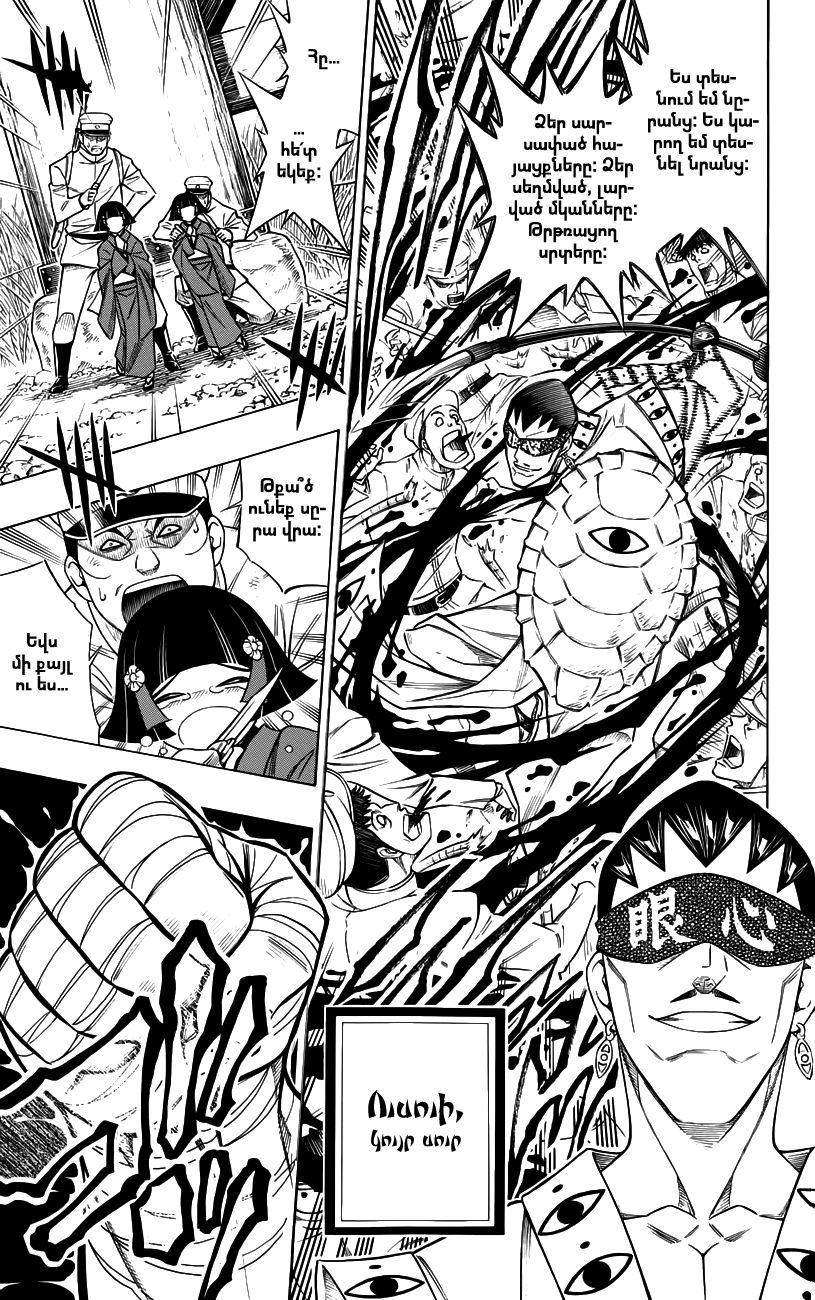 Ես տես-
նում եմ նը-
րանց: Ես կա-
րող եմ տես-
նել նրանց:
Ձեր սար-
սափած հա-
յացքները: Ձեր
սեղմված, լար-
ված մկանները:
Թրթռացող
սրտերը:
Հը...
...
հե՛տ
եկեք:
Թքա՞ծ
ունեք սը-
րա վրա:
Եվս
մի քայլ
ու ես...
眼心
Ուսուի,
կույր սուր